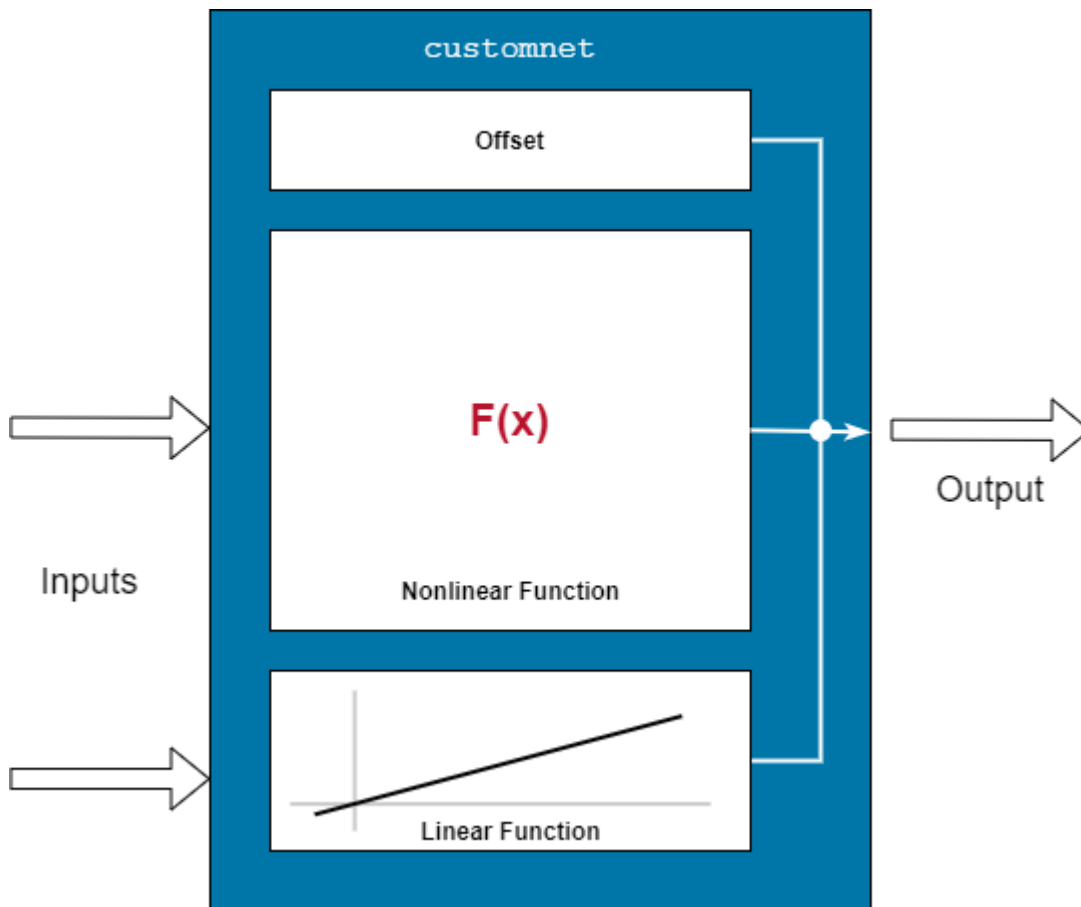 customnet
Offset
F(x)
Nonlinear Function
Inputs
Output
Linear Function